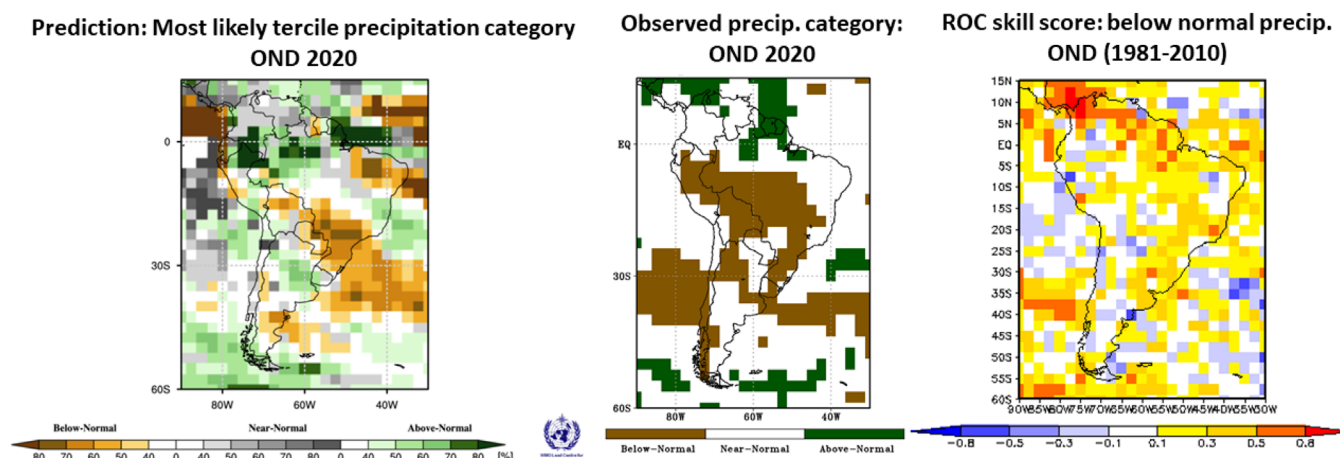 Prediction: Most likely tercile precipitation category
OND 2020
Observed precip. category:
OND 2020
ROC skill score: below normal precip.
OND (1981-2010)
0
30S
60S
80W
60W
40W
EQ
30S
60S
80W
60W
40W
15N
10N
5N
EQ
5S
10S
15S
20S
25S
30S
35S
40S
45S
50S
55S
60S
Below-Normal
Near-Normal
Above-Normal
80 70 60 50 40 0 40 50 60 70 80 0 40 50 60 70 80 [%]
Below-Normal
Near-Normal
Above-Normal
-0.8 -0.5 -0.3 -0.1 0.1 0.3 0.5 0.8